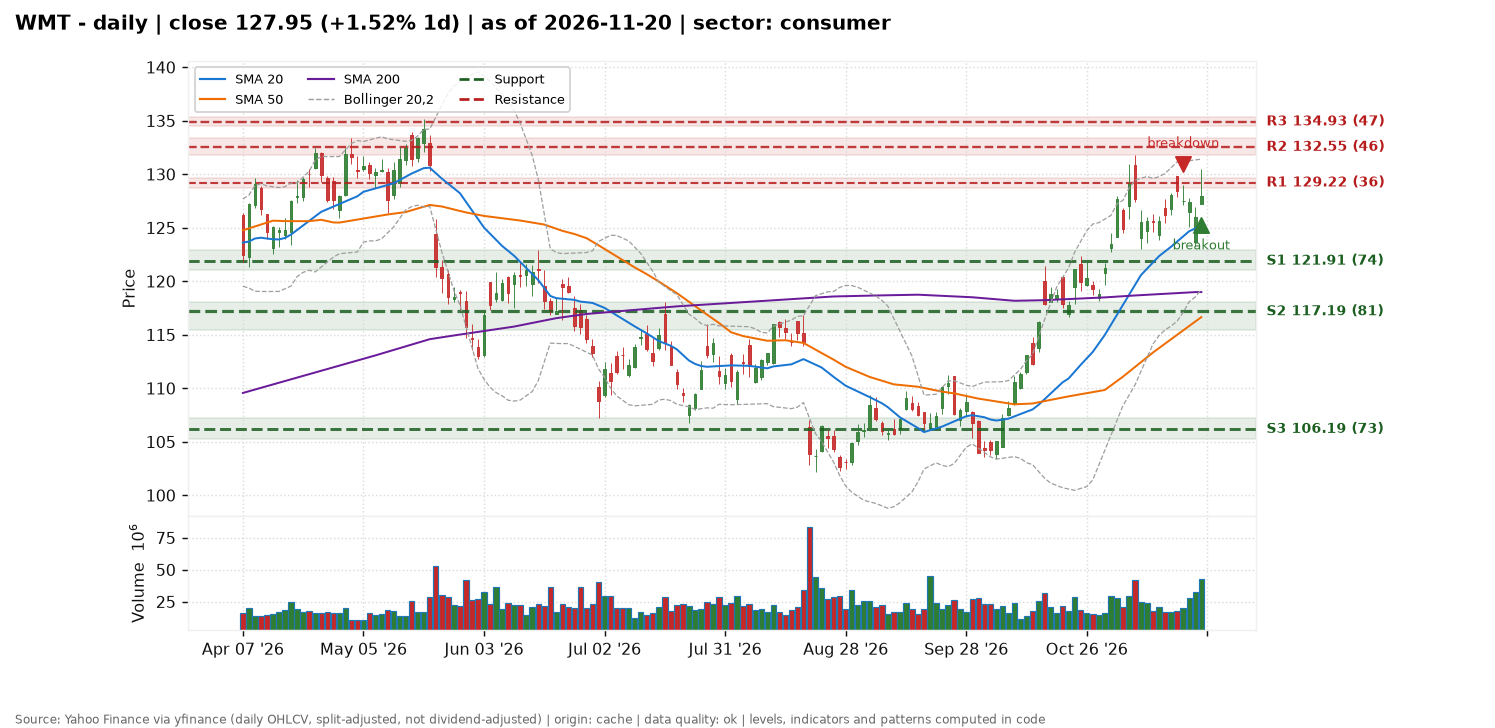 WMT - daily | close 127.95 (+1.52% 1d) | as of 2026-11-20 | sector: consumer
SMA 20
SMA 50
SMA 200
Bollinger 20,2
Support
Resistance
Price
140
135
130
125
120
115
110
105
100
R3 134.93 (47)
R2 132.55 (46)
R1 129.22 (36)
S1 121.91 (74)
S2 117.19 (81)
S3 106.19 (73)
breakdown
breakout
Volume 10⁶
75
50
25
Apr 07 '26
May 05 '26
Jun 03 '26
Jul 02 '26
Jul 31 '26
Aug 28 '26
Sep 28 '26
Oct 26 '26
Source: Yahoo Finance via yfinance (daily OHLCV, split-adjusted, not dividend-adjusted) | origin: cache | data quality: ok | levels, indicators and patterns computed in code